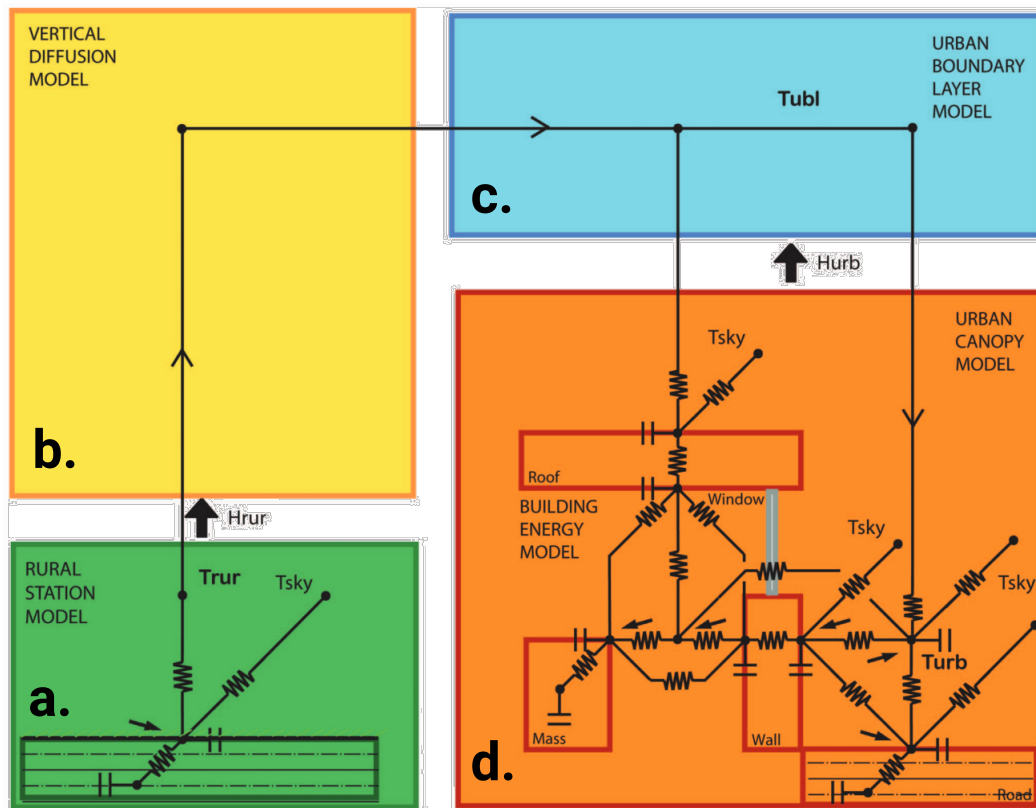 VERTICAL
DIFFUSION
MODEL
b.
URBAN
BOUNDARY
LAYER
MODEL
Tubl
c.
Hurb
Hrur
RURAL
STATION
MODEL
Trur
Tsky
a.
URBAN
CANOPY
MODEL
Tsky
Roof
Window
BUILDING
ENERGY
MODEL
Tsky
Tsky
Turb
Mass
Wall
Road
d.